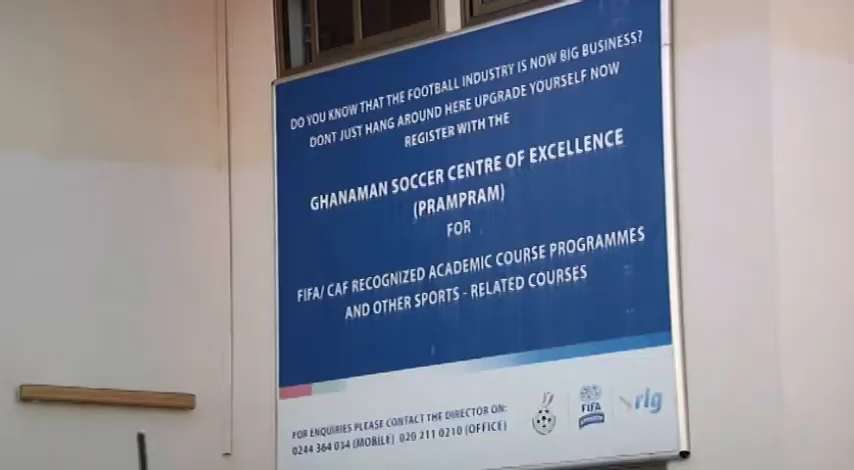 DO YOU KNOW THAT THE FOOTBALL INDUSTRY IS NOW BIG BUSINESS?
DONT JUST HANG AROUND HERE UPGRADE YOURSELF NOW
REGISTER WITH THE
GHANAMAN SOCCER CENTRE OF EXCELLENCE
(PRAMPRAM)
FOR
FIFA/ CAF RECOGNIZED ACADEMIC COURSE PROGRAMMES
AND OTHER SPORTS - RELATED COURSES
FOR ENQUIRIES PLEASE CONTACT THE DIRECTOR ON:
0244 364 034 (MOBILE) 020 211 0210 (OFFICE)
FIFA
rlg